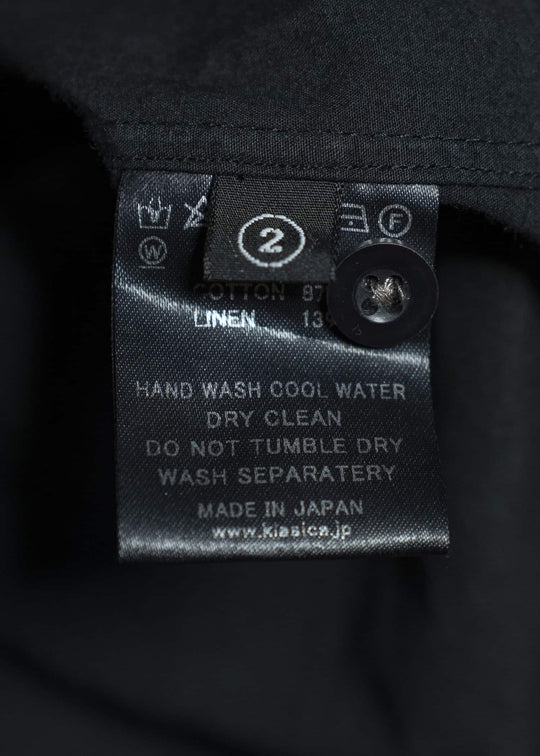 2
F
W
COTTON 87
LINEN 13
HAND WASH COOL WATER
DRY CLEAN
DO NOT TUMBLE DRY
WASH SEPARATERY
MADE IN JAPAN
www.klasica.jp